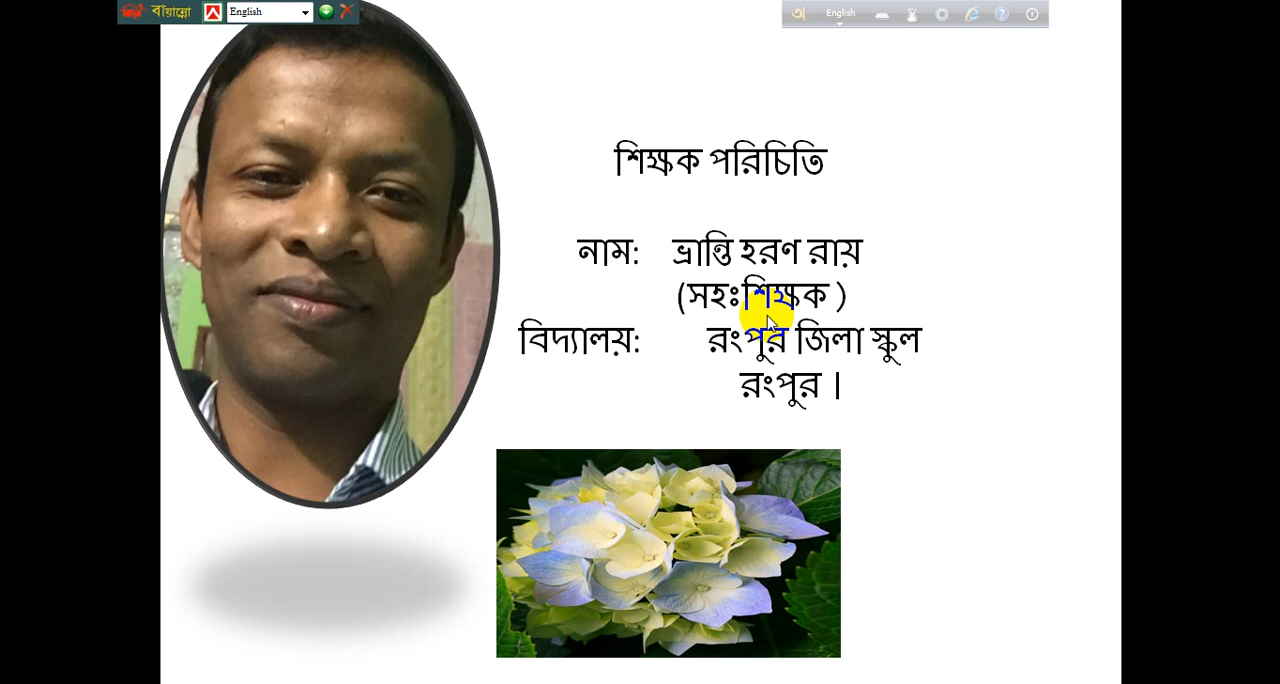 বায়ান্নো English
অ English
শিক্ষক পরিচিতি
নাম: ভ্রান্তি হরণ রায়
(সহঃশিক্ষক )
বিদ্যালয়: রংপুর জিলা স্কুল
রংপুর ।